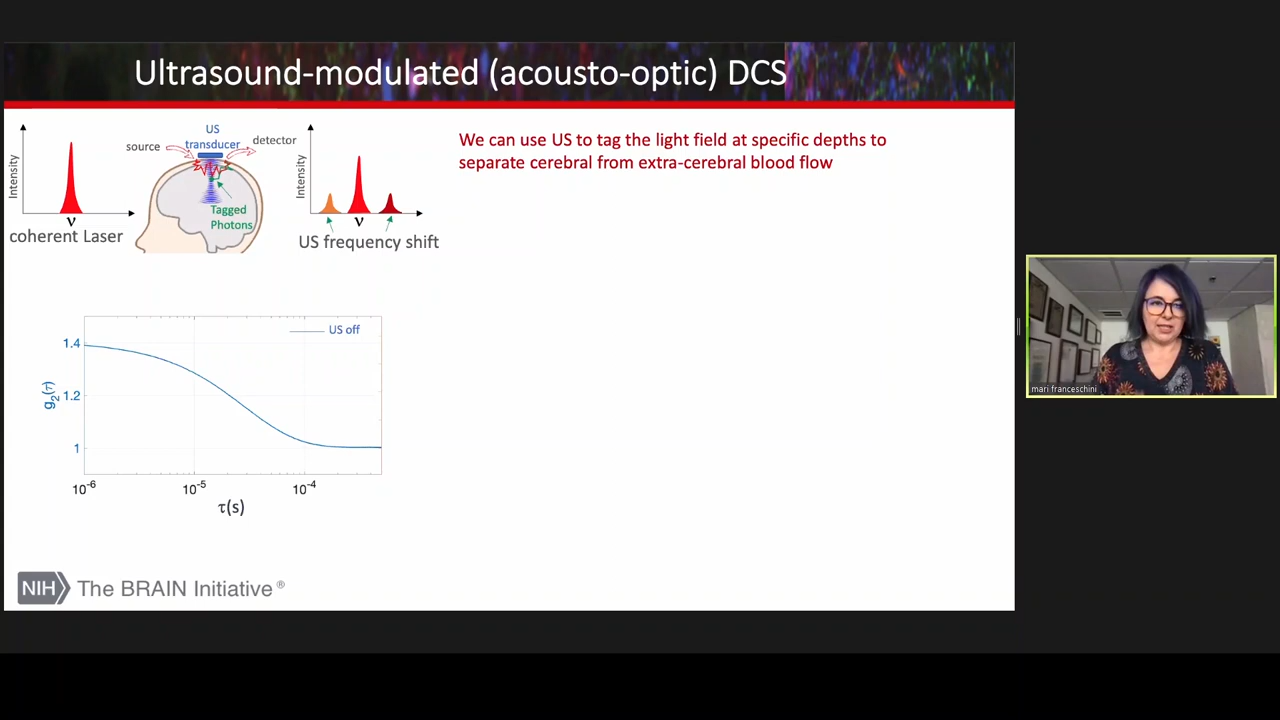 Ultrasound-modulated (acousto-optic) DCS
US
transducer
source
detector
Intensity
ν
coherent Laser
Tagged
Photons
Intensity
ν
US frequency shift
We can use US to tag the light field at specific depths to
separate cerebral from extra-cerebral blood flow
US off
1.4
1.2
1
g2(τ)
10-6
10-5
10-4
τ(s)
NIH The BRAIN Initiative®
mari franceschini